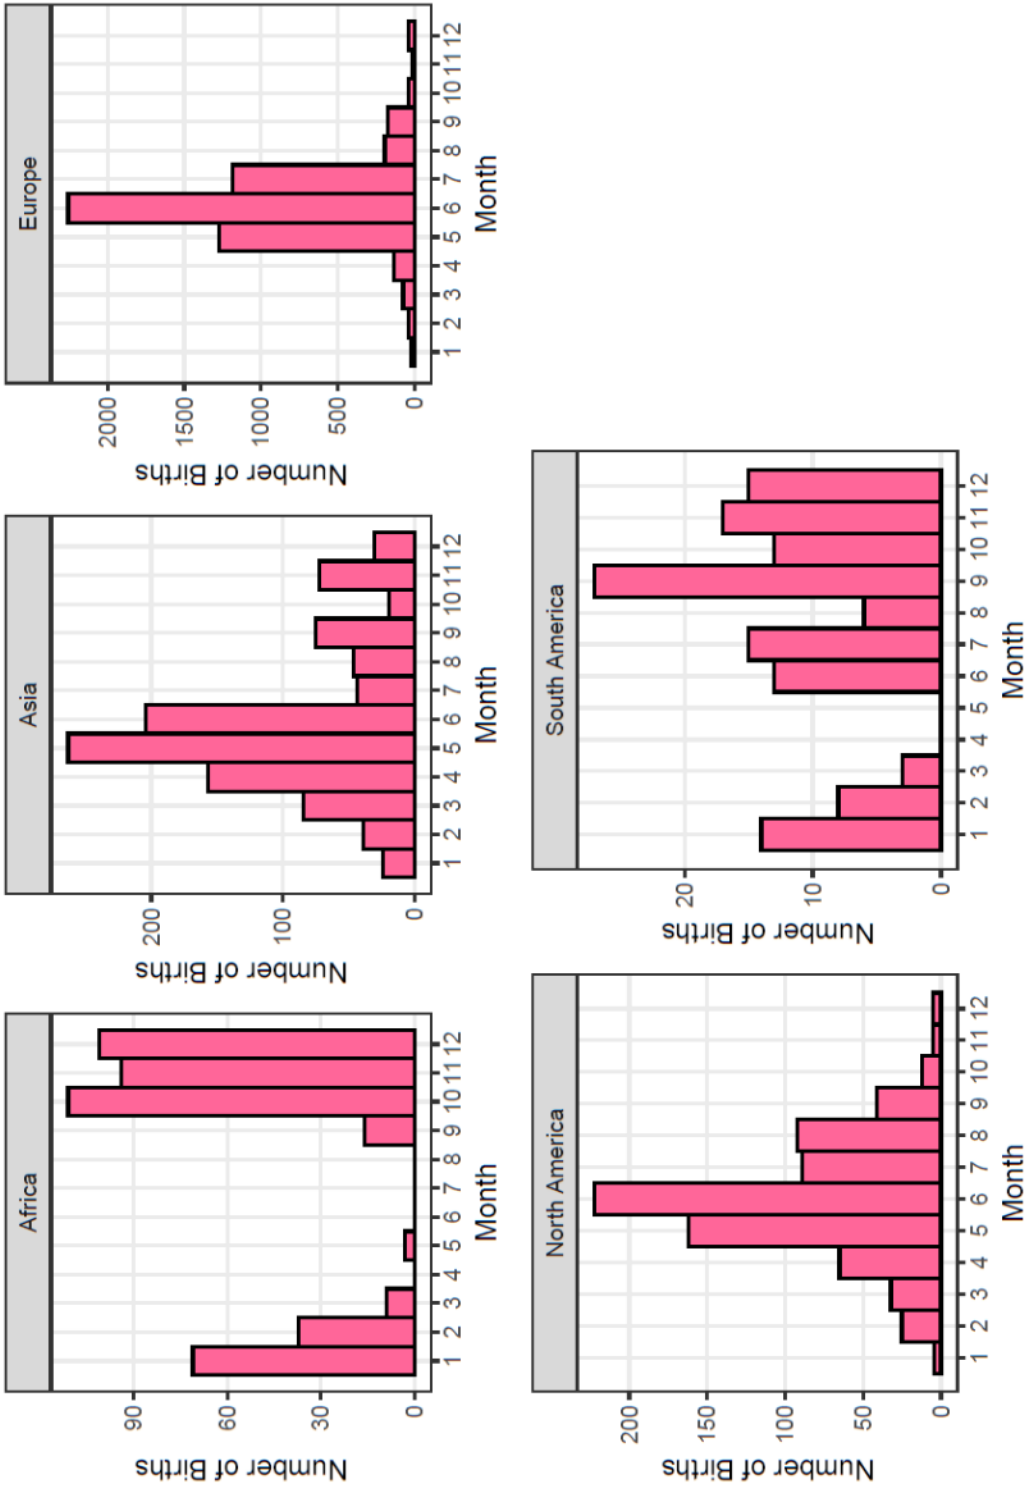 Africa
Number of Births
90
60
30
0
1 2 3 4 5 6 7 8 9 10 11 12
Month
Asia
Number of Births
200
100
0
1 2 3 4 5 6 7 8 9 10 11 12
Month
Europe
Number of Births
2000
1500
1000
500
0
1 2 3 4 5 6 7 8 9 10 11 12
Month
North America
Number of Births
200
150
100
50
0
1 2 3 4 5 6 7 8 9 10 11 12
Month
South America
Number of Births
20
10
0
1 2 3 4 5 6 7 8 9 10 11 12
Month